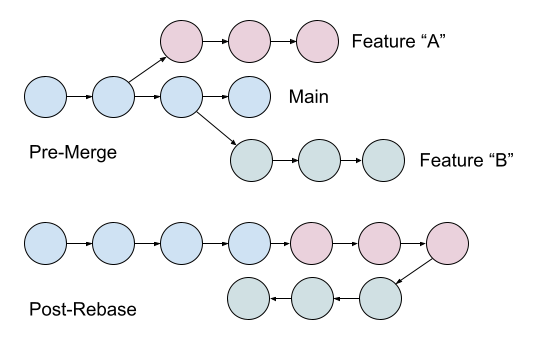 Feature “A”
Main
Pre-Merge
Feature “B”
Post-Rebase